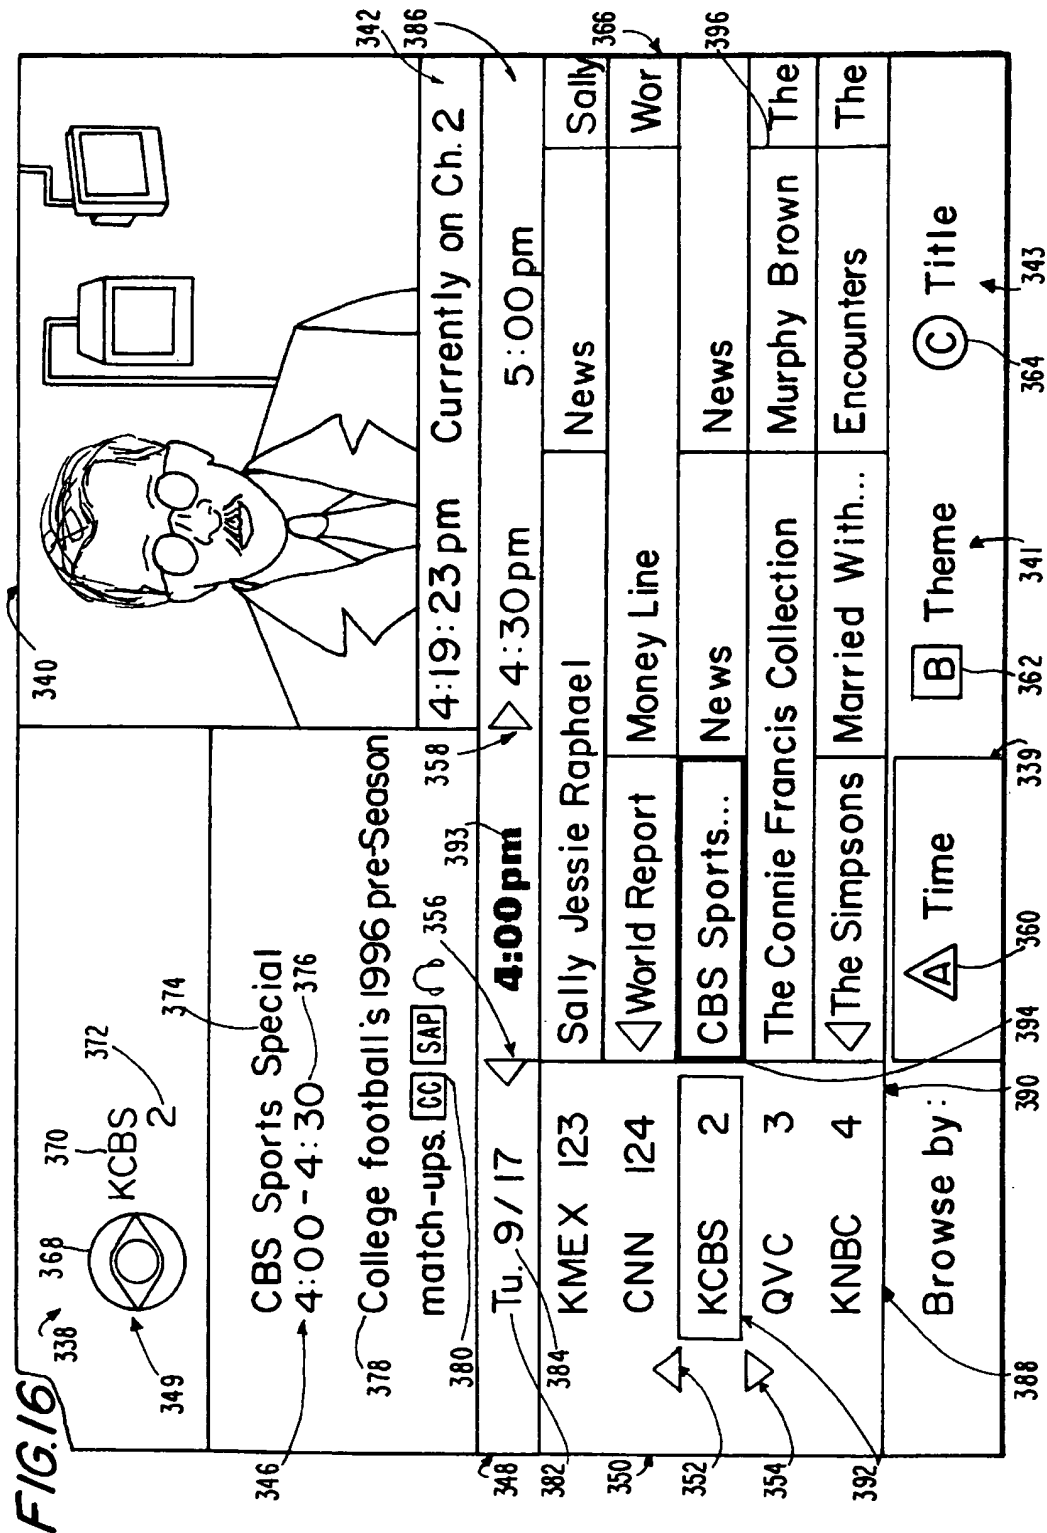 FIG.16
338
368
370
372
374
376
349
KCBS
2
340
342
386
346
CBS Sports Special
4:00-4:30
378
College football's 1996 pre-Season
match-ups. CC SAP
380
356
393
358
4:19:23pm Currently on Ch. 2
348
382
384
Tu. 9/17 4:00pm 4:30pm 5:00pm
KMEX 123 Sally Jessie Raphael News Sally
366
350
CNN 124 World Report Money Line Wor
396
352
KCBS 2 CBS Sports... News News
354
QVC 3 The Connie Francis Collection Murphy Brown The
392
KNBC 4 The Simpsons Married With... Encounters The
Browse by: A Time B Theme C Title
388
390
394
360
339
362
341
364
343